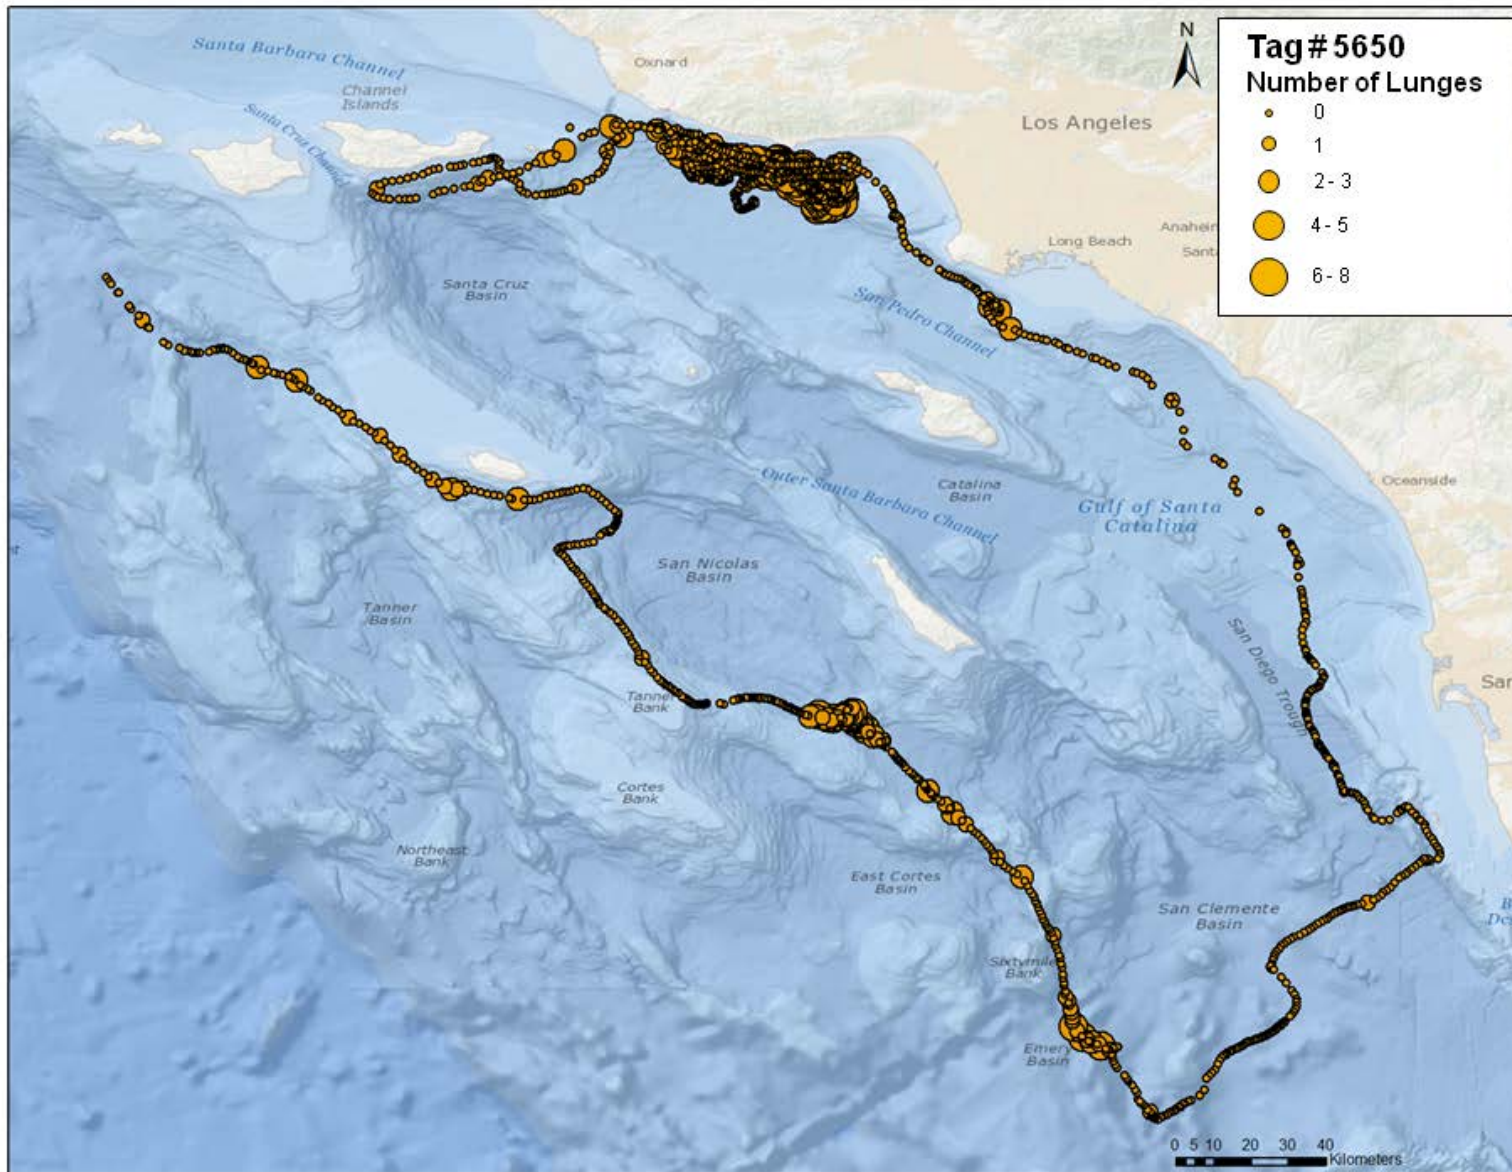 Santa Barbara Channel
Channel
Islands
Santa Cruz Channel
Oxnard
N
Tag # 5650
Number of Lunges
0
1
2 - 3
4 - 5
6 - 8
Los Angeles
Anaheim
Santa
Long Beach
Santa Cruz
Basin
San Pedro Channel
Outer Santa Barbara
Channel
Catalina
Basin
Gulf of Santa
Catalina
Oceanside
San Nicolas
Basin
Tanner
Basin
San Diego Trough
San
Tanner
Bank
Cortes
Bank
Northeast
Bank
East Cortes
Basin
San Clemente
Basin
Sixtymile
Bank
Emery
Basin
0 5 10 20 30 40
Kilometers